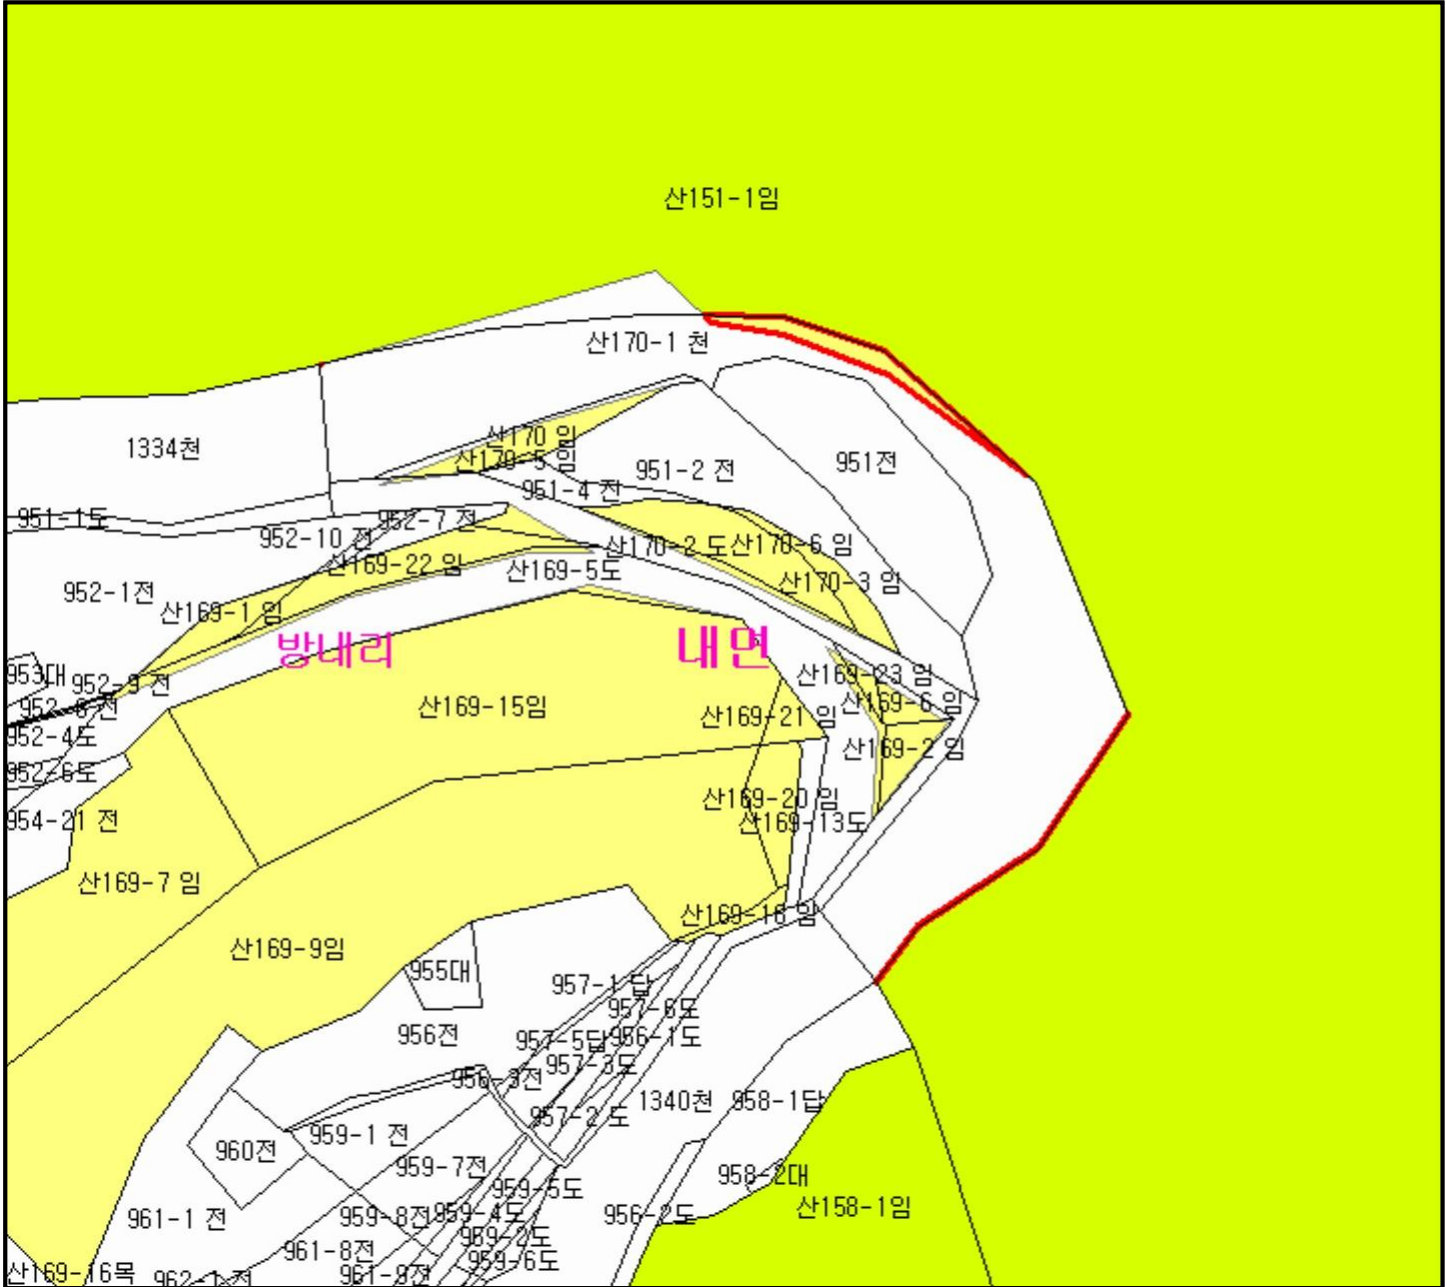 산151-1임
산170-1 천
1334천
산170 임
산170-5 임
951-2 전
951전
951-4 전
951-1도
952-7 전
952-10 전
산170-2 도
산170-6 임
산169-22 임
산169-5도
산170-3 임
952-1전
산169-1 임
방내리
내면
953대
952-9 전
산169-23 임
952-8 전
산169-6 임
산169-15임
산169-21 임
952-4도
산169-2 임
952-6도
산169-20 임
954-21 전
산169-13도
산169-7 임
산169-18 임
산169-9임
955대
957-1 답
957-6도
956전
957-5답
956-1도
957-3도
956-3전
1340천
958-1답
957-2 도
959-1 전
960전
959-7전
958-2대
959-5도
산158-1임
961-1 전
959-8전
959-4도
956-2도
959-2도
961-8전
959-6도
산169-16목
962-1 전
961-9전